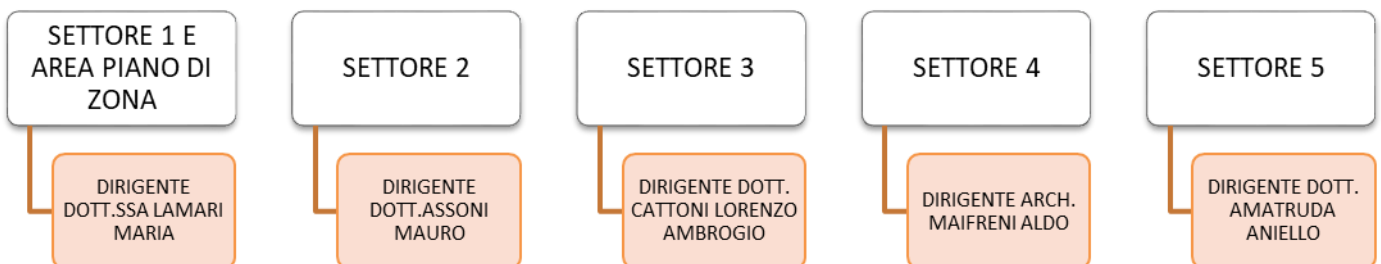 SETTORE 1 E
AREA PIANO DI
ZONA
SETTORE 2
SETTORE 3
SETTORE 4
SETTORE 5
DIRIGENTE
DOTT.SSA LAMARI
MARIA
DIRIGENTE
DOTT.ASSONI
MAURO
DIRIGENTE DOTT.
CATTONI LORENZO
AMBROGIO
DIRIGENTE ARCH.
MAIFRENI ALDO
DIRIGENTE DOTT.
AMATRUDA
ANIELLO